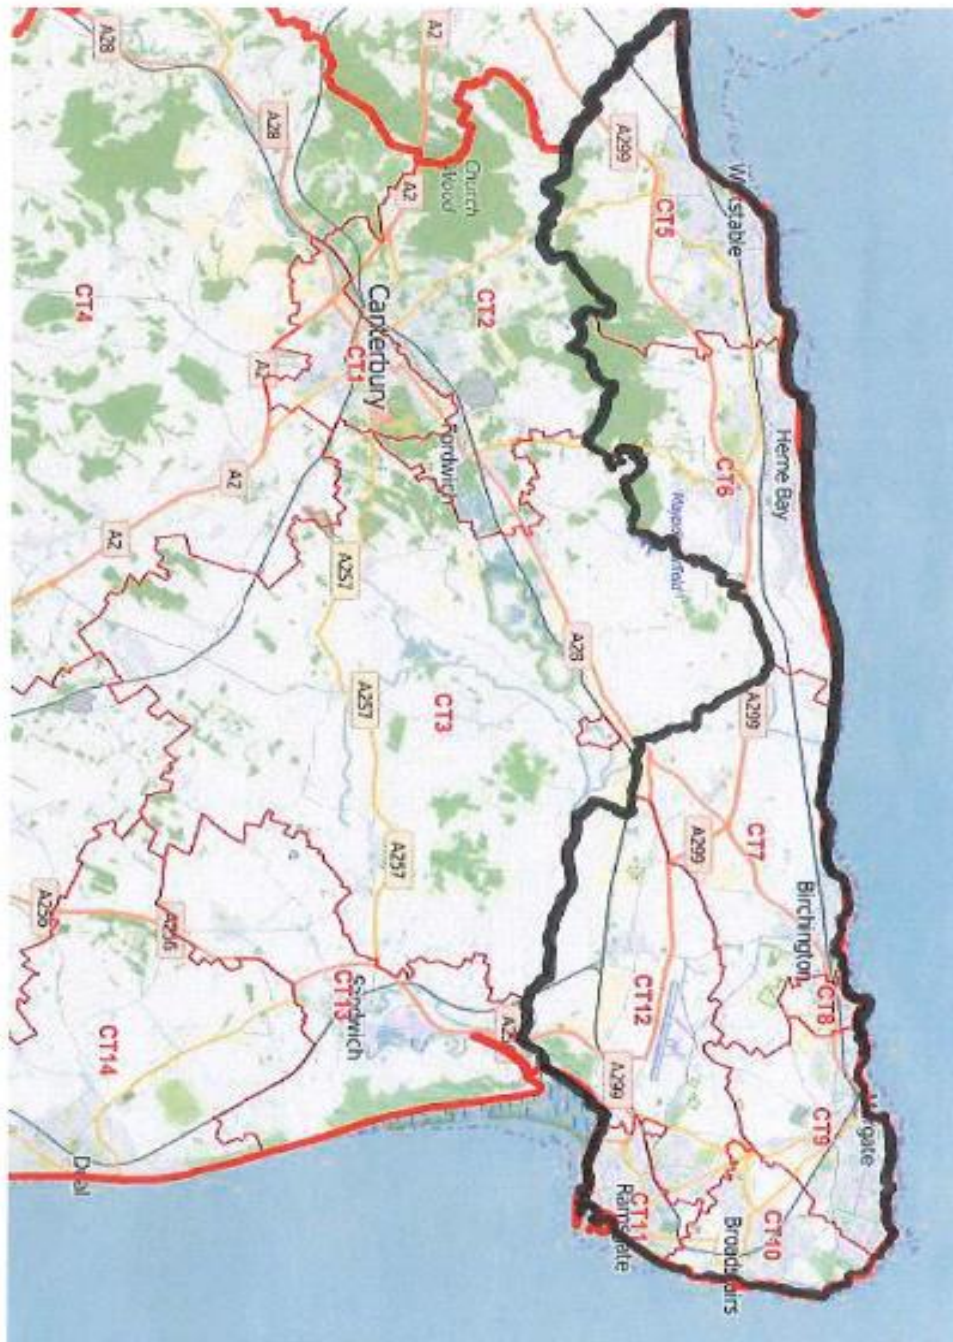 Margate
CT8
CT9
Birchington
Herne Bay
CT10
CT7
A299
Whitstable
Broadstairs
CT6
A299
CT5
CT12
CT11
A299
Ramsgate
A299
A28
CT2
Church
Wood
Fordwich
CT3
A2
A2
A257
Canterbury
A257
CT1
Sandwich
A257
CT13
A28
A2
A256
A2
A28
CT14
CT4
Deal
A256